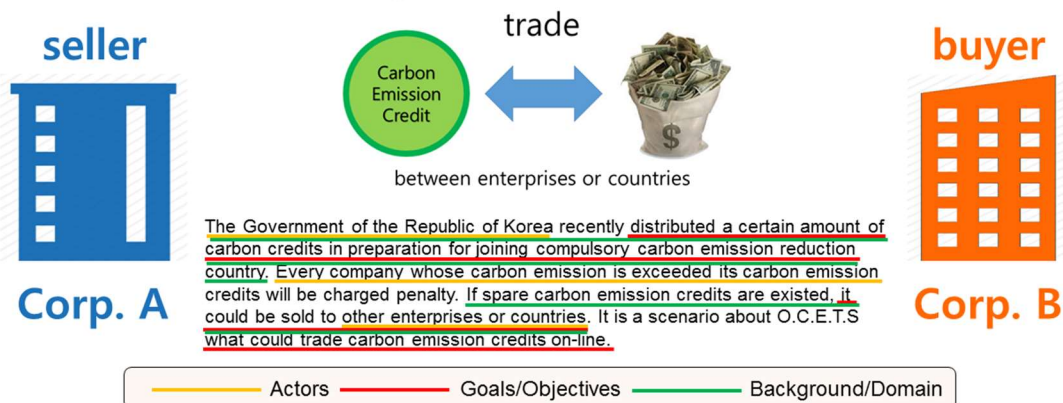 seller
trade
buyer
Carbon
Emission
Credit
$
between enterprises or countries
The Government of the Republic of Korea recently distributed a certain amount of
carbon credits in preparation for joining compulsory carbon emission reduction
country. Every company whose carbon emission is exceeded its carbon emission
credits will be charged penalty. If spare carbon emission credits are existed, it
could be sold to other enterprises or countries. It is a scenario about O.C.E.T.S
what could trade carbon emission credits on-line.
Corp. A
Corp. B
Actors Goals/Objectives Background/Domain